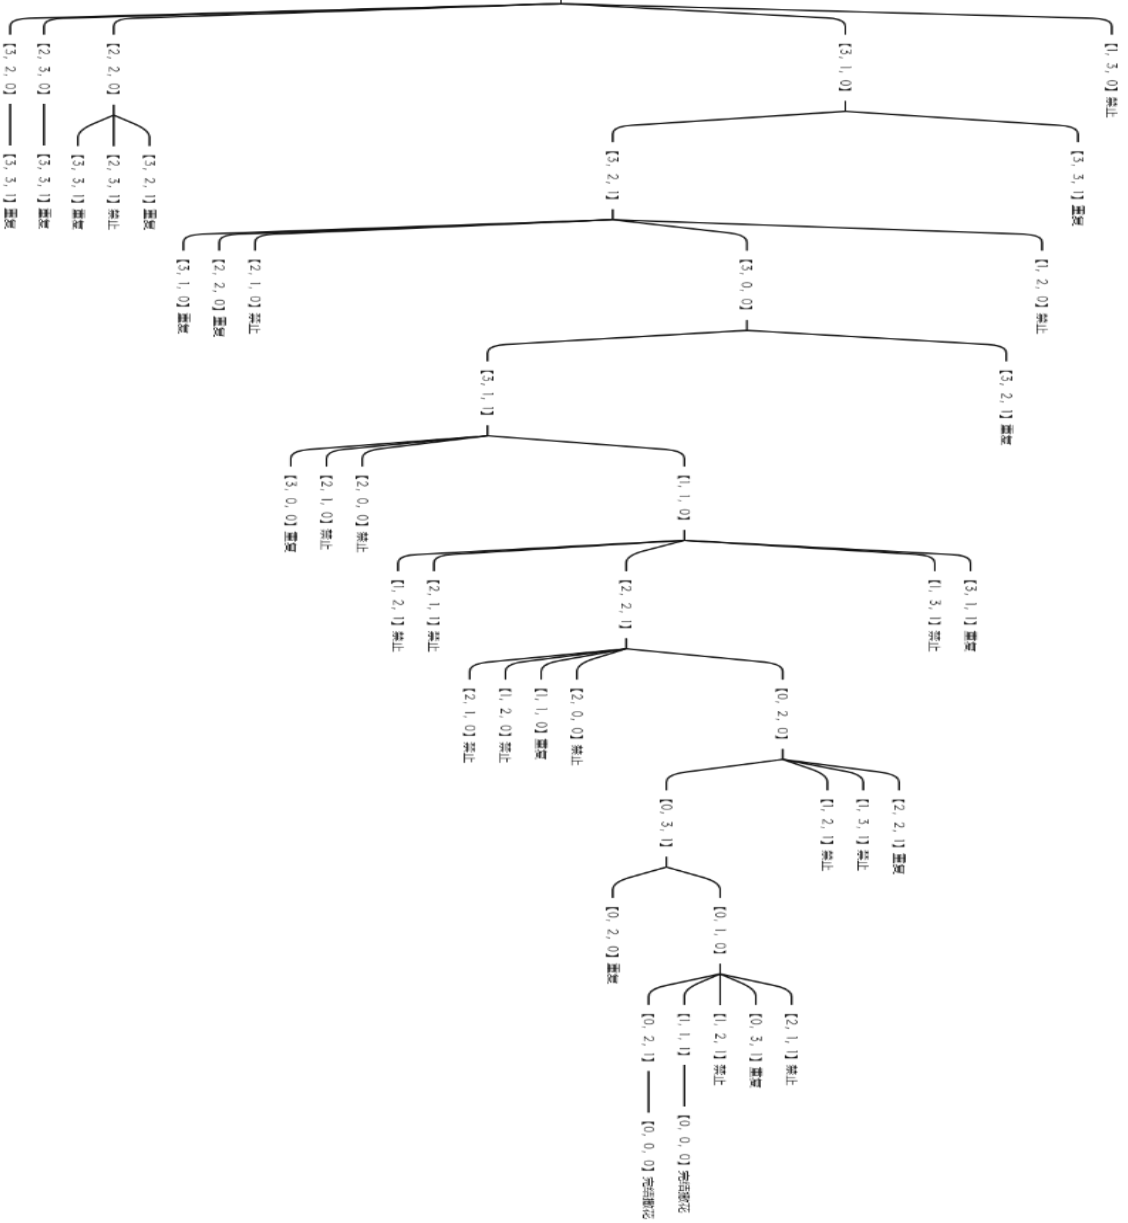 【3, 2, 0】
【2, 3, 0】
【2, 2, 0】
【3, 1, 0】
【1, 3, 0】禁止
【3, 3, 1】重复
【3, 3, 1】重复
【3, 3, 1】重复
【2, 3, 1】禁止
【3, 2, 1】重复
【3, 2, 1】
【3, 3, 1】重复
【3, 1, 0】重复
【2, 2, 0】重复
【2, 1, 0】禁止
【3, 0, 0】
【1, 2, 0】禁止
【3, 1, 1】
【3, 2, 1】重复
【3, 0, 0】重复
【2, 1, 0】禁止
【2, 0, 0】禁止
【1, 1, 0】
【1, 2, 1】禁止
【2, 1, 1】禁止
【2, 2, 1】
【1, 3, 1】禁止
【3, 1, 1】重复
【2, 1, 0】禁止
【1, 2, 0】禁止
【1, 1, 0】重复
【2, 0, 0】禁止
【0, 2, 0】
【0, 3, 1】
【1, 2, 1】禁止
【1, 3, 1】禁止
【2, 2, 1】重复
【0, 2, 0】重复
【0, 1, 0】
【0, 2, 1】
【1, 1, 1】
【1, 2, 1】禁止
【0, 3, 1】重复
【2, 1, 1】禁止
【0, 0, 0】完结撒花
【0, 0, 0】完结撒花